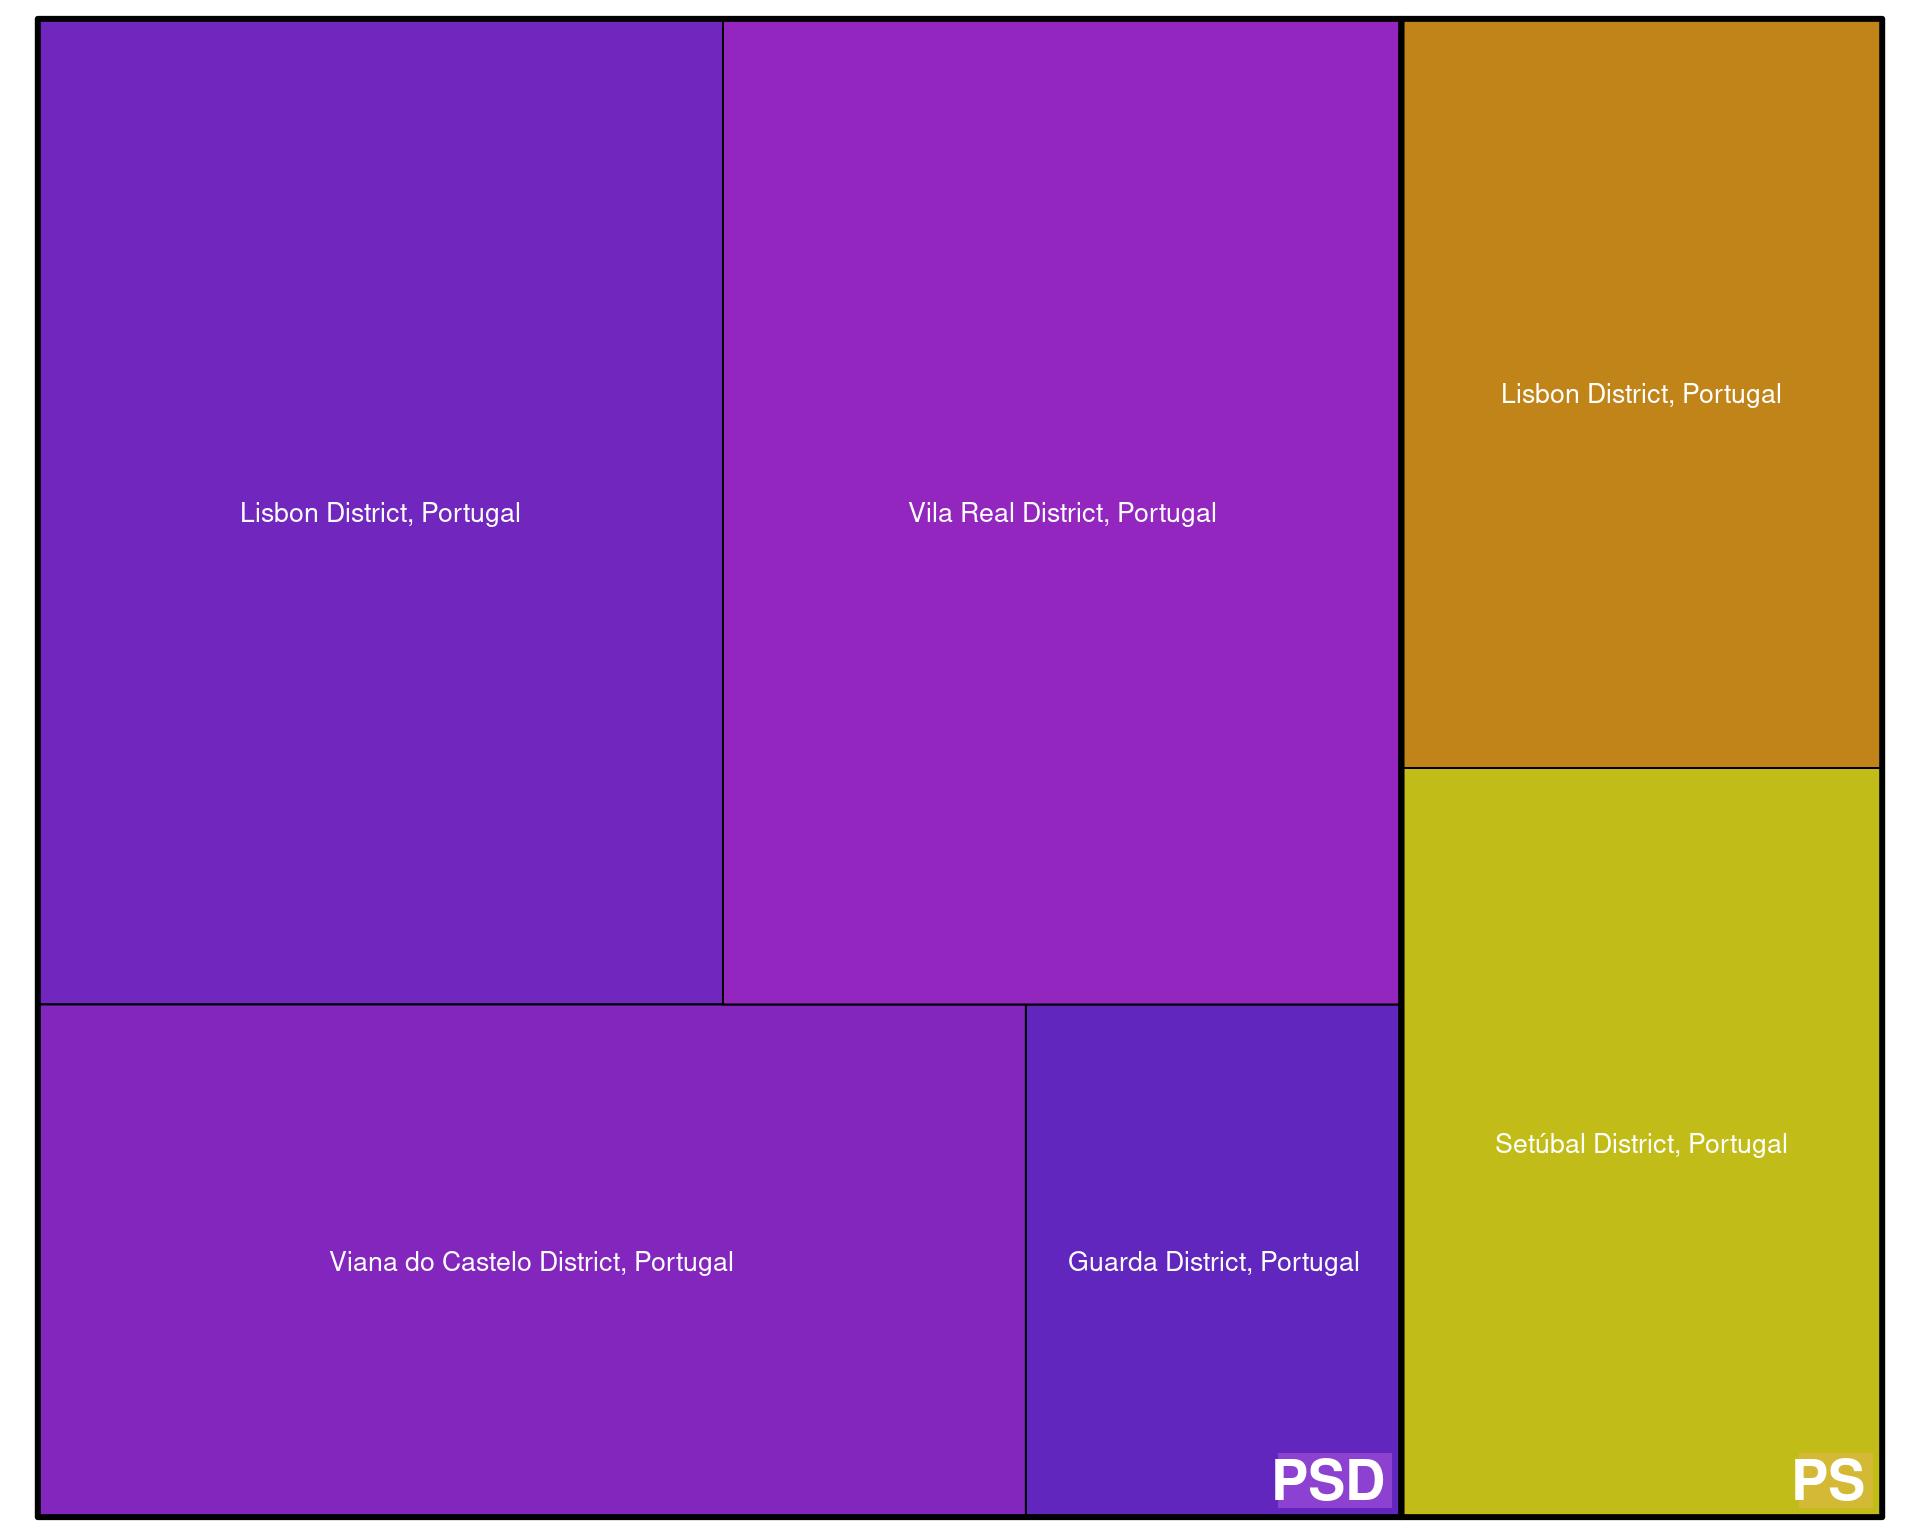 Lisbon District, Portugal
Vila Real District, Portugal
Lisbon District, Portugal
Viana do Castelo District, Portugal
Guarda District, Portugal
Setúbal District, Portugal
PSD
PS